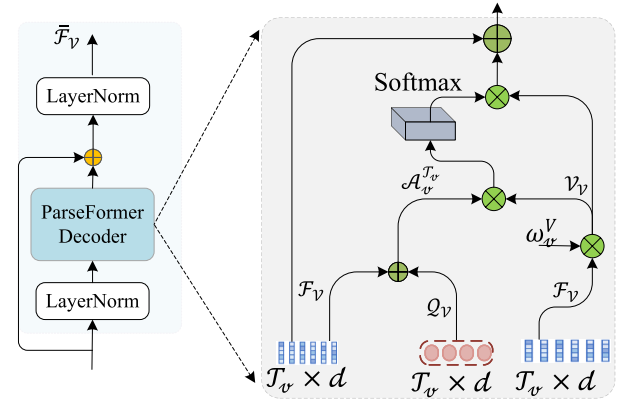 F̄_𝒱
LayerNorm
ParseFormer
Decoder
LayerNorm
Softmax
𝒜_𝓋^{𝒯_𝓋}
𝒱_𝒱
ω_𝓋^V
ℱ_𝒱
𝒬_𝒱
ℱ_𝒱
𝒯_𝓋 × d
𝒯_𝓋 × d
𝒯_𝓋 × d